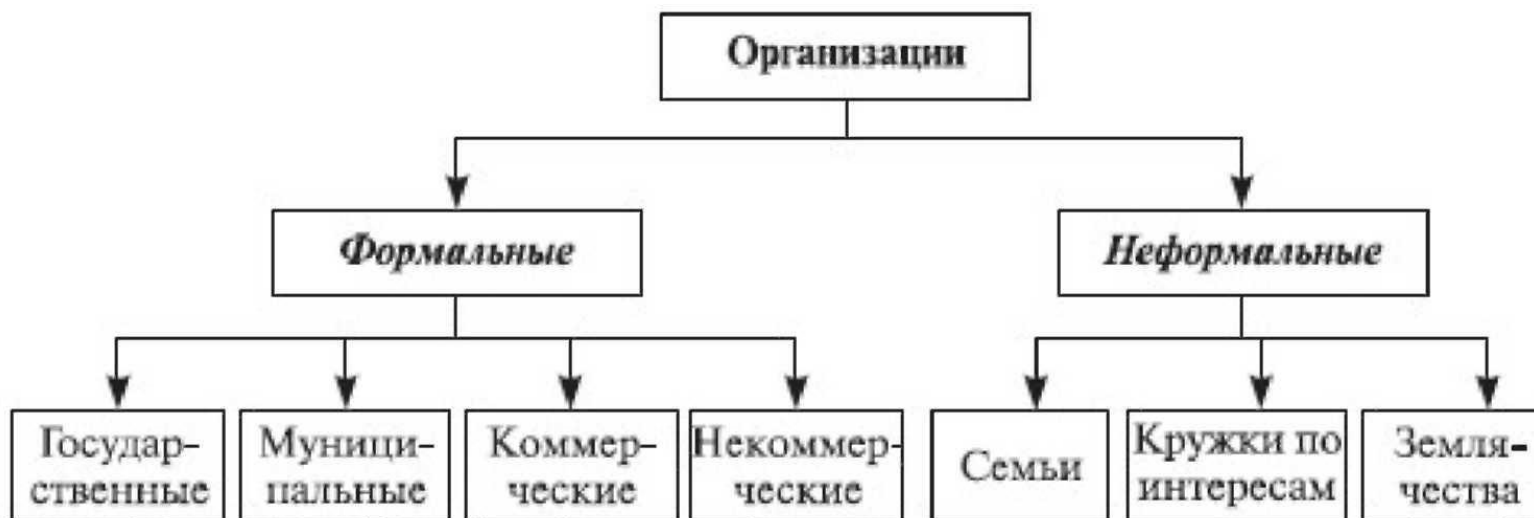 Организации
Формальные
Неформальные
Государ-
ственные
Муници-
пальные
Коммер-
ческие
Некоммер-
ческие
Семьи
Кружки по
интересам
Земля-
чества